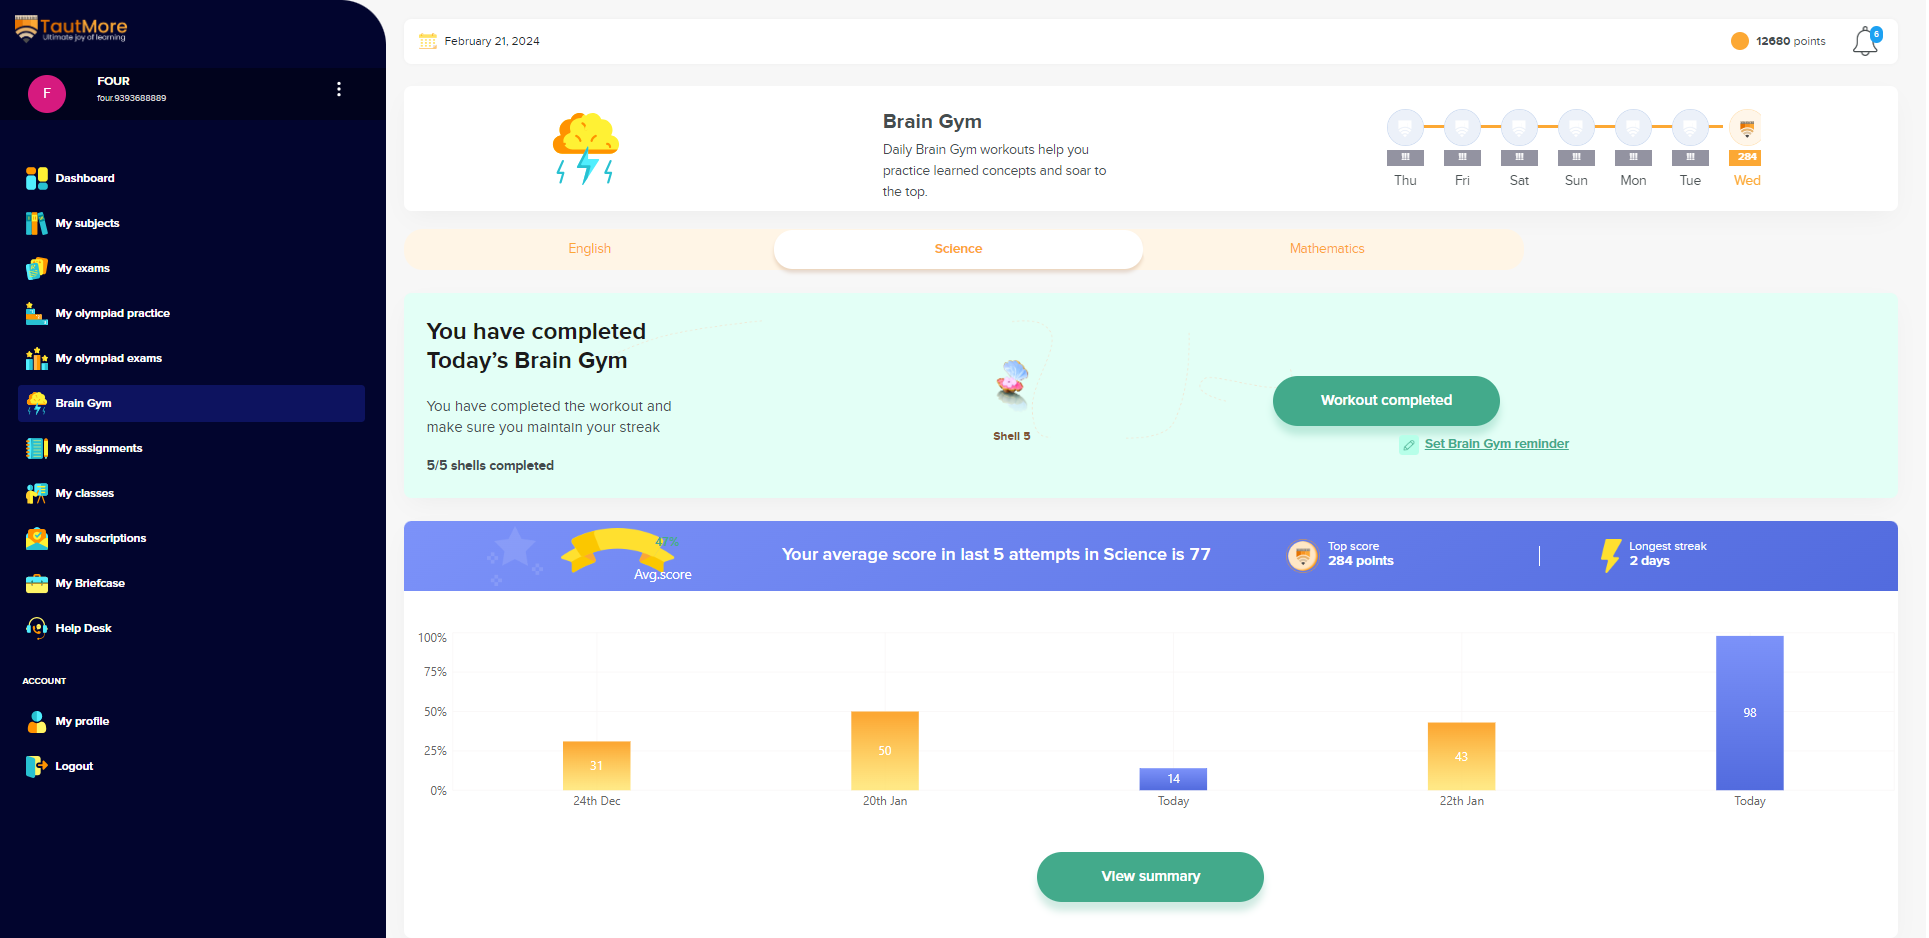 TautMore
Ultimate joy of learning
FOUR
four.9393688889
F
Dashboard
My subjects
My exams
My olympiad practice
My olympiad exams
Brain Gym
My assignments
My classes
My subscriptions
My Briefcase
Help Desk
ACCOUNT
My profile
Logout
February 21, 2024
12680 points
6
Brain Gym
Daily Brain Gym workouts help you
practice learned concepts and soar to
the top.
!!! !!! !!! !!! !!! !!! 284
Thu Fri Sat Sun Mon Tue Wed
English Science Mathematics
You have completed
Today's Brain Gym
You have completed the workout and
make sure you maintain your streak
5/5 shells completed
Shell 5
Workout completed
Set Brain Gym reminder
Avg.score
Your average score in last 5 attempts in Science is 77
Top score
284 points
Longest streak
2 days
100%
75%
50%
25%
0%
31 50 14 43 98
24th Dec 20th Jan Today 22th Jan Today
View summary